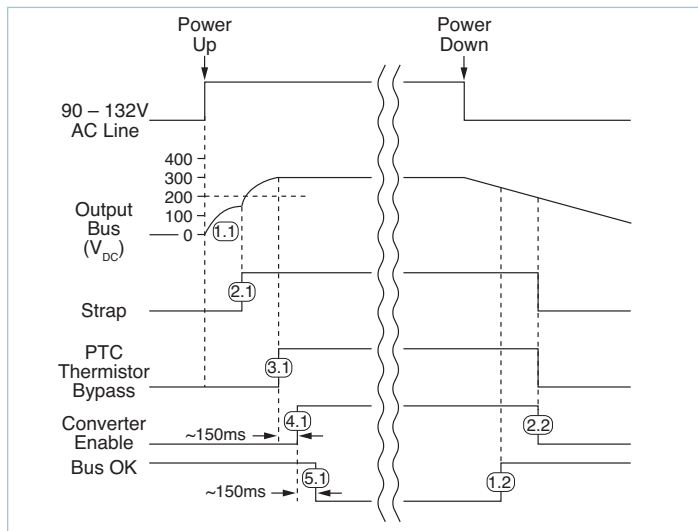 Power
Up
Power
Down
90 – 132V
AC Line
400
300
200
100
0
Output
Bus
(VDC)
1.1
2.1
Strap
PTC
Thermistor
Bypass
3.1
Converter
Enable
~150ms
4.1
2.2
Bus OK
~150ms
5.1
1.2